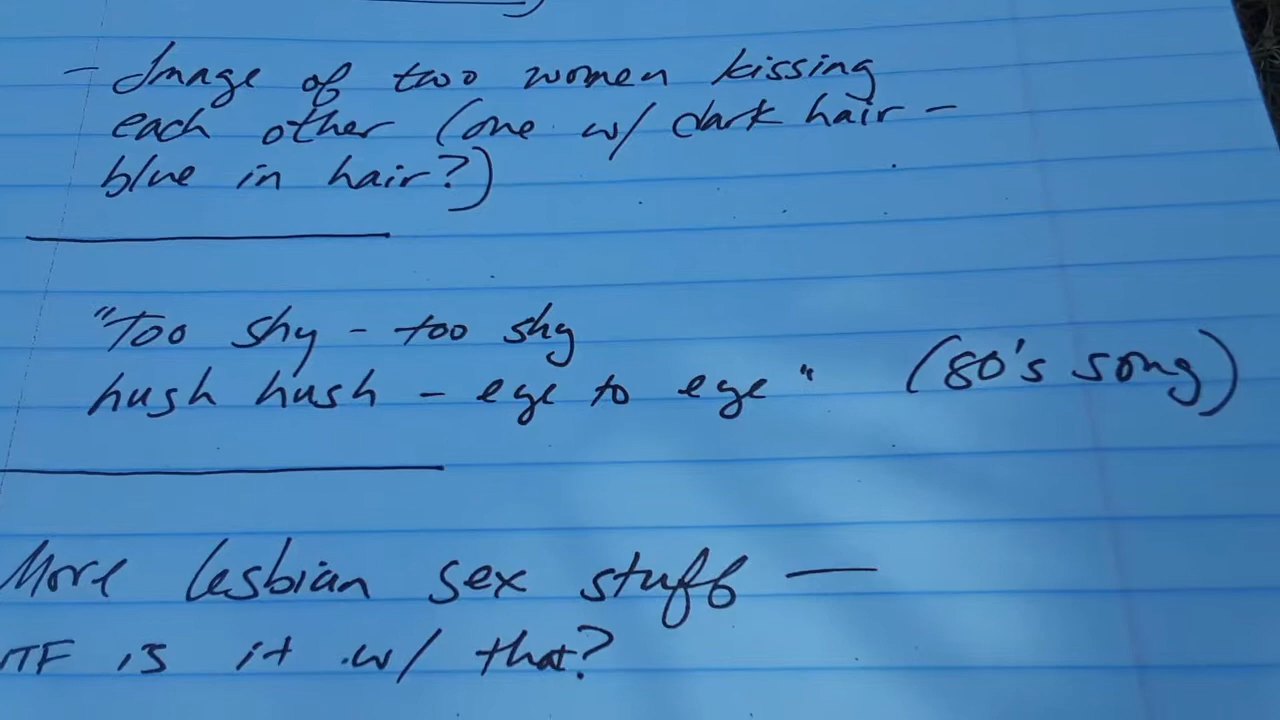 - Image of two women kissing
each other (one w/ dark hair -
blue in hair?)
"Too shy - too shy
hush hush - eye to eye" (80's song)
More lesbian sex stuff —
TF is it w/ that?